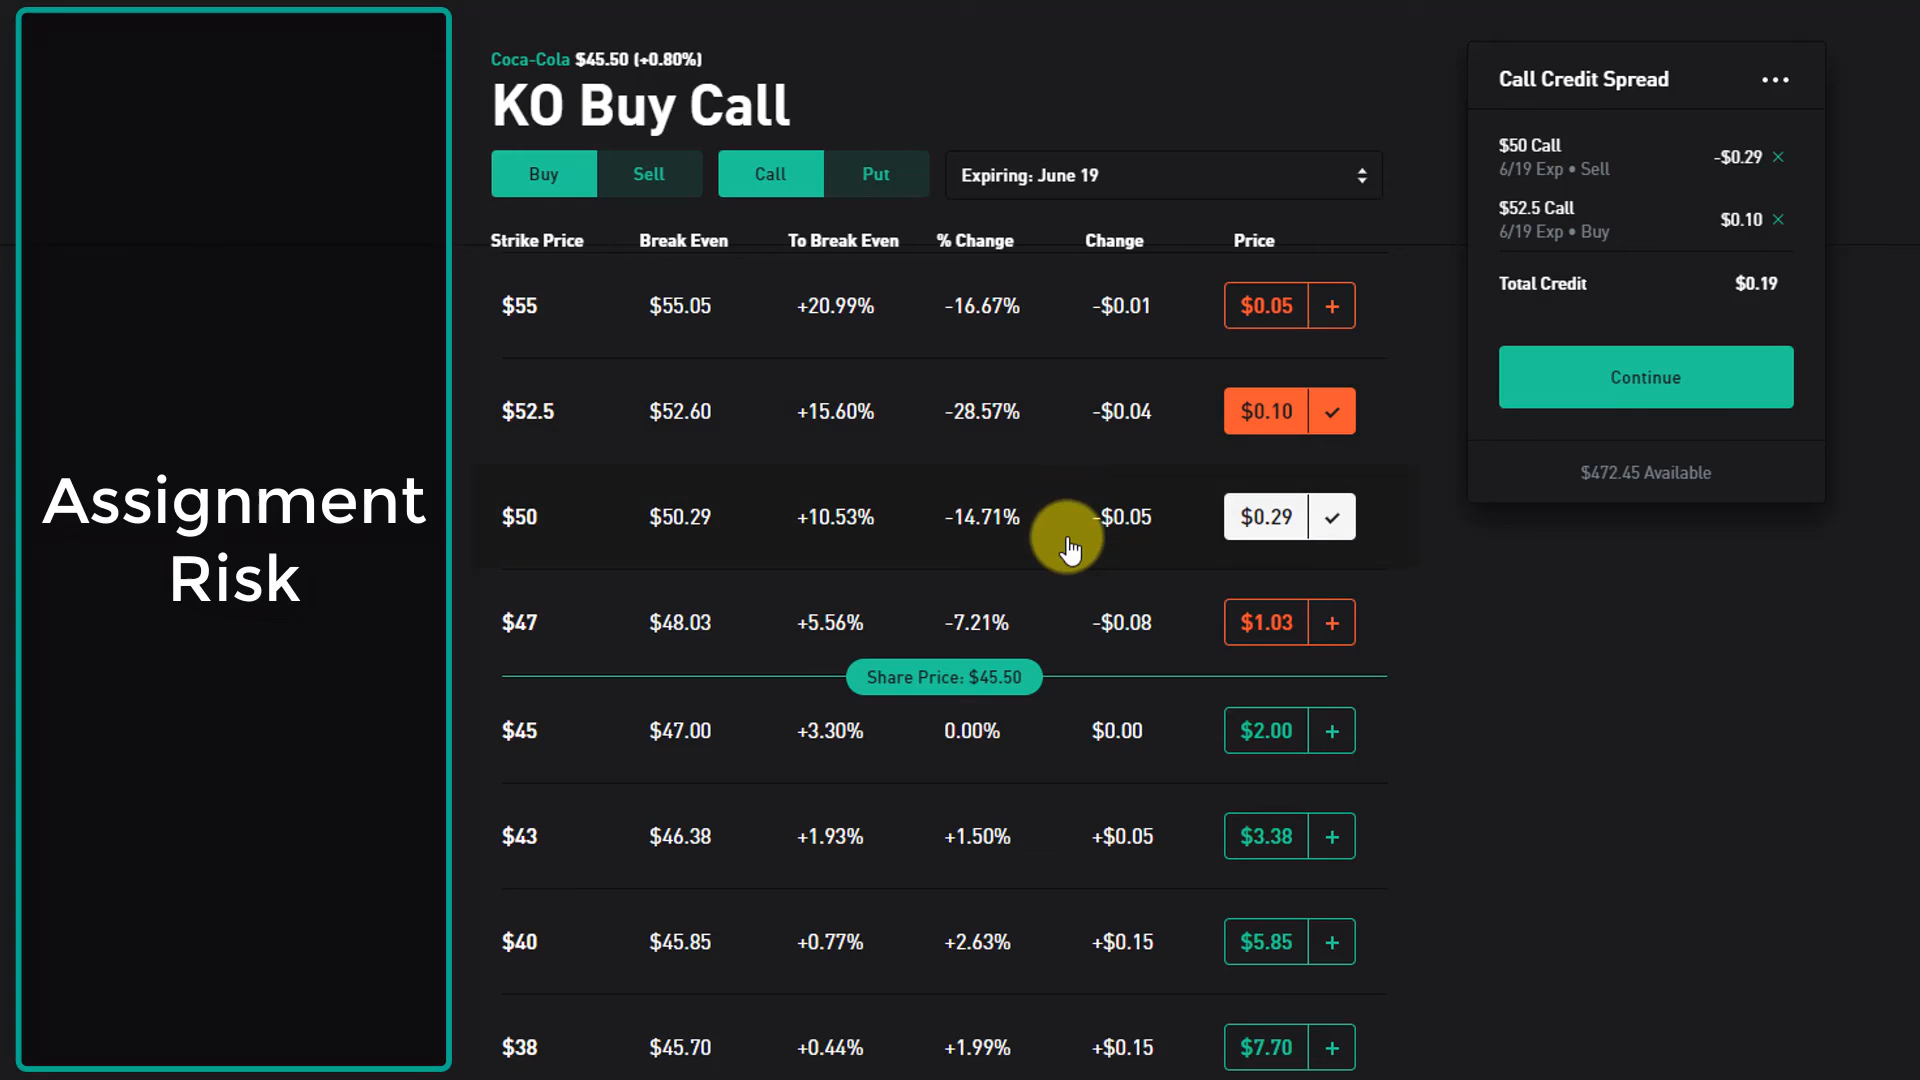 Assignment
Risk
Coca-Cola $45.50 (+0.80%)
KO Buy Call
Buy Sell Call Put Expiring: June 19
Strike Price Break Even To Break Even % Change Change Price
$55 $55.05 +20.99% -16.67% -$0.01 $0.05 +
$52.5 $52.60 +15.60% -28.57% -$0.04 $0.10
$50 $50.29 +10.53% -14.71% -$0.05 $0.29
$47 $48.03 +5.56% -7.21% -$0.08 $1.03 +
Share Price: $45.50
$45 $47.00 +3.30% 0.00% $0.00 $2.00 +
$43 $46.38 +1.93% +1.50% +$0.05 $3.38 +
$40 $45.85 +0.77% +2.63% +$0.15 $5.85 +
$38 $45.70 +0.44% +1.99% +$0.15 $7.70 +
Call Credit Spread
$50 Call -$0.29
6/19 Exp • Sell
$52.5 Call $0.10
6/19 Exp • Buy
Total Credit $0.19
Continue
$472.45 Available